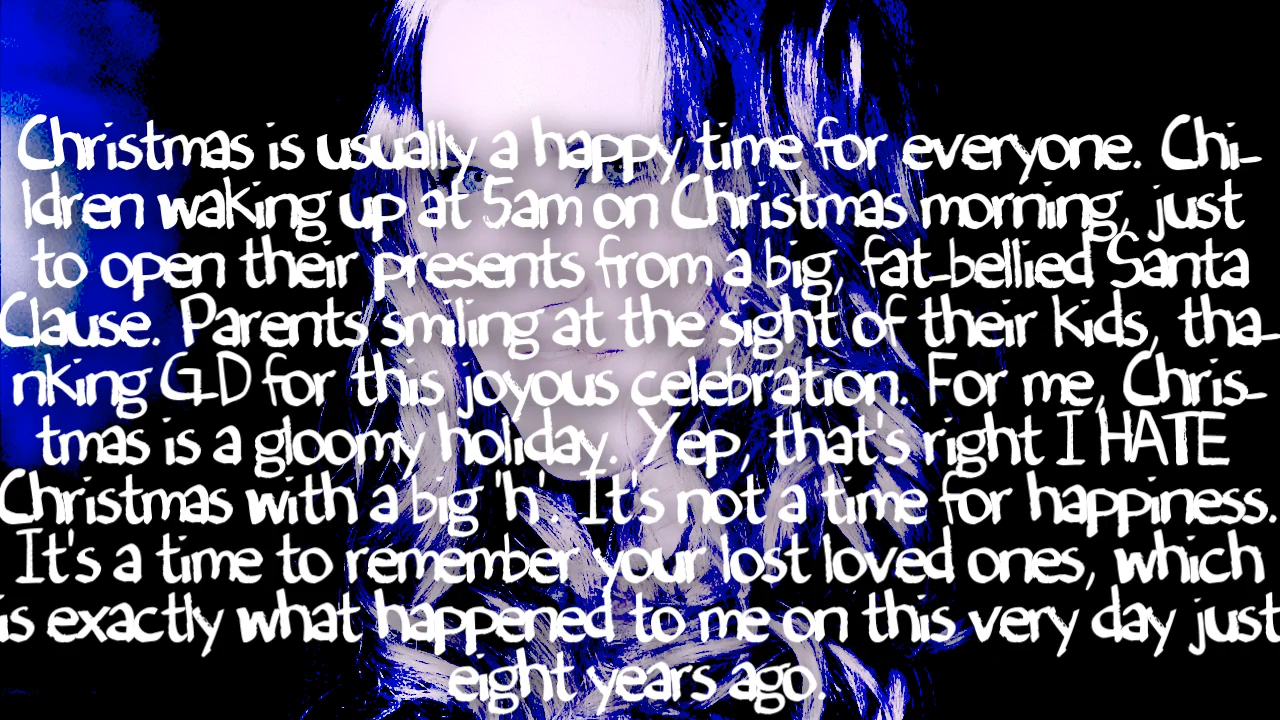 Christmas is usually a happy time for everyone. Chi-
ldren waking up at 5am on Christmas morning, just
to open their presents from a big, fat-bellied Santa
Clause. Parents smiling at the sight of their kids, tha-
nking G.D for this joyous celebration. For me, Chris-
tmas is a gloomy holiday. Yep, that's right I HATE
Christmas with a big 'h'. It's not a time for happiness.
It's a time to remember your lost loved ones, which
is exactly what happened to me on this very day just
eight years ago.